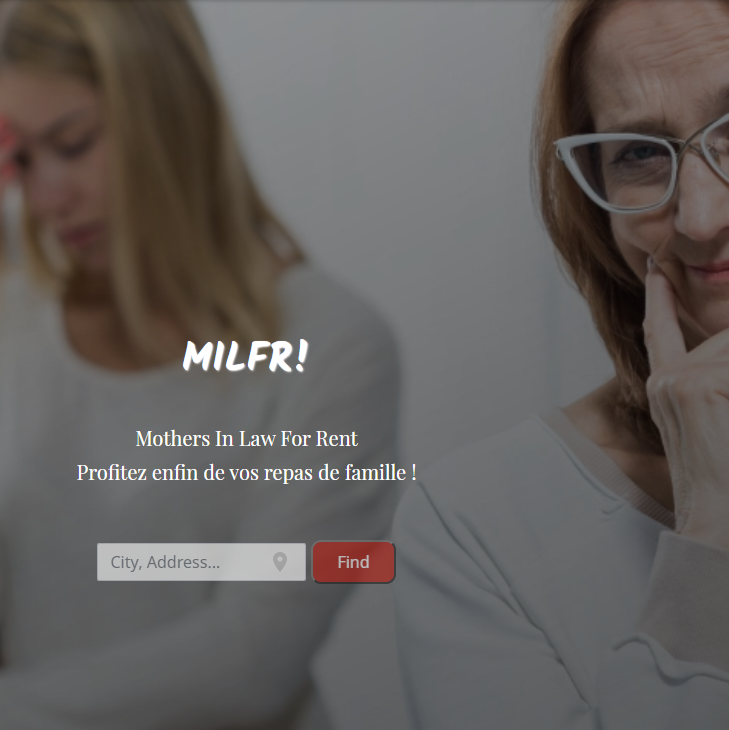 MILFR!
Mothers In Law For Rent
Profitez enfin de vos repas de famille !
City, Address...
Find